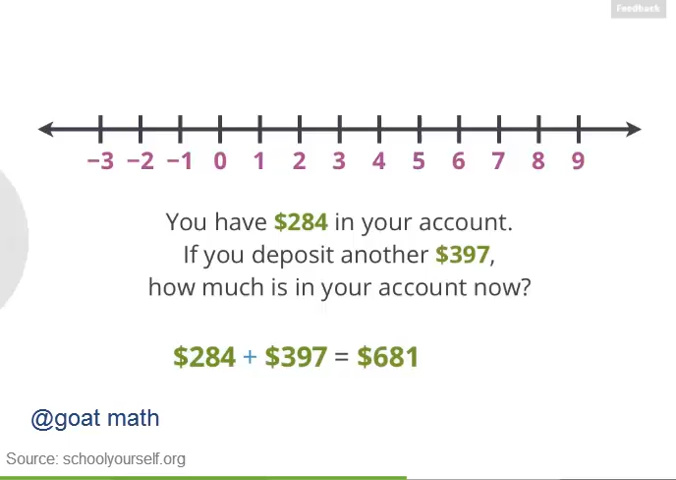 Feedback
−3 −2 −1 0 1 2 3 4 5 6 7 8 9
You have $284 in your account.
If you deposit another $397,
how much is in your account now?
$284 + $397 = $681
@goat math
Source: schoolyourself.org